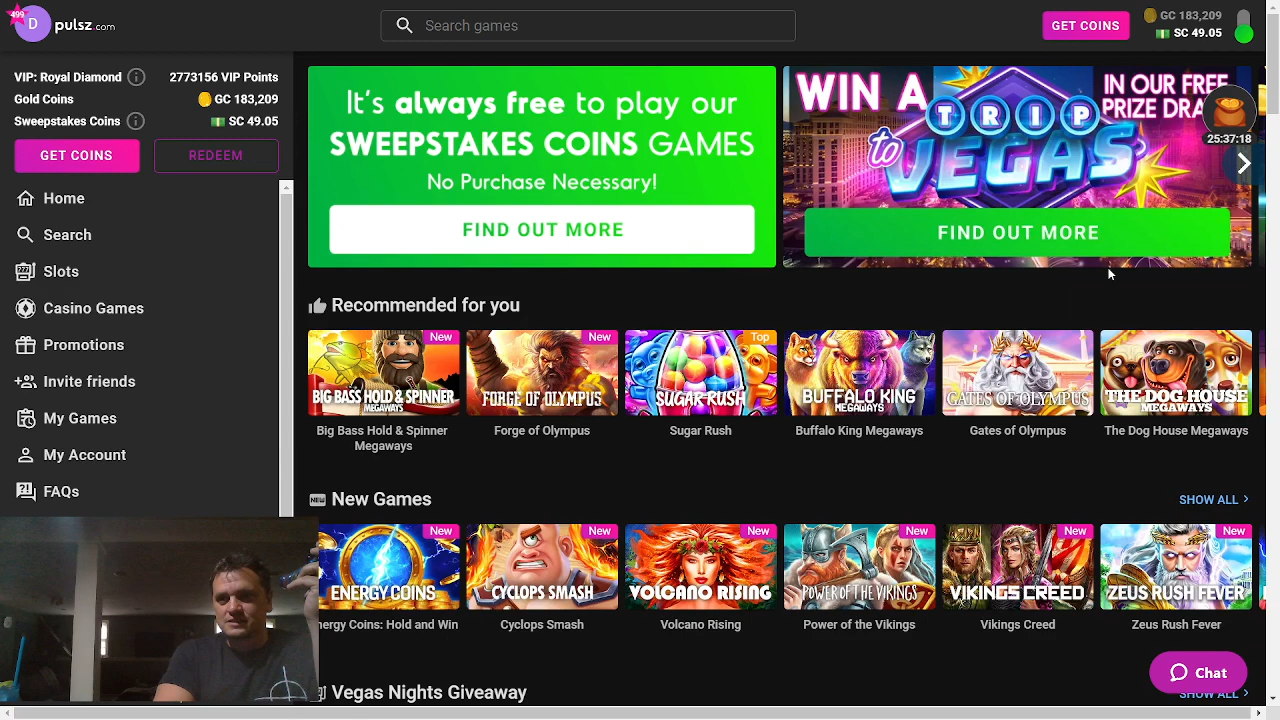 499
D
pulsz.com
Search games
GET COINS
GC 183,209
SC 49.05
VIP: Royal Diamond
2773156 VIP Points
Gold Coins
GC 183,209
Sweepstakes Coins
SC 49.05
GET COINS
REDEEM
Home
Search
Slots
Casino Games
Promotions
Invite friends
My Games
My Account
FAQs
It's always free to play our
SWEEPSTAKES COINS GAMES
No Purchase Necessary!
FIND OUT MORE
WIN A
TRIP
to
VEGAS
IN OUR FREE
PRIZE DRA
25:37:18
FIND OUT MORE
Recommended for you
New
BIG BASS HOLD & SPINNER
MEGAWAYS
Big Bass Hold & Spinner
Megaways
New
FORGE OF OLYMPUS
Forge of Olympus
Top
SUGAR RUSH
Sugar Rush
BUFFALO KING
MEGAWAYS
Buffalo King Megaways
GATES OF OLYMPUS
Gates of Olympus
THE DOG HOUSE
MEGAWAYS
The Dog House Megaways
NEW
New Games
SHOW ALL
New
ENERGY COINS
nergy Coins: Hold and Win
New
CYCLOPS SMASH
Cyclops Smash
New
VOLCANO RISING
Volcano Rising
New
POWER OF THE VIKINGS
Power of the Vikings
New
VIKINGS CREED
Vikings Creed
New
ZEUS RUSH FEVER
Zeus Rush Fever
Vegas Nights Giveaway
SHOW ALL
Chat